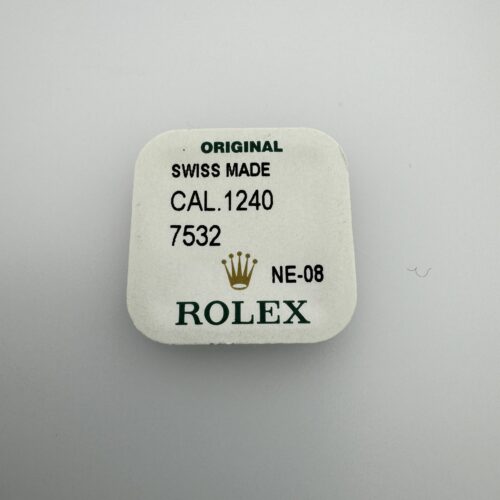 ORIGINAL
SWISS MADE
CAL.1240
7532
NE-08
ROLEX